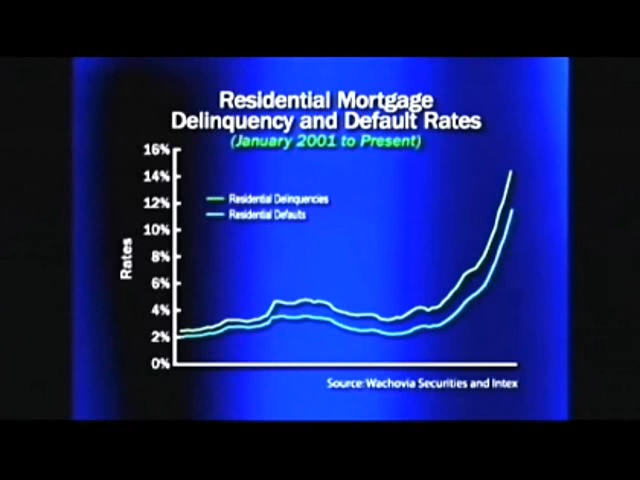 Residential Mortgage
Delinquency and Default Rates
(January 2001 to Present)
16%
14%
12%
10%
8%
6%
4%
2%
0%
Rates
Residential Delinquencies
Residential Defaults
Source: Wachovia Securities and Intex